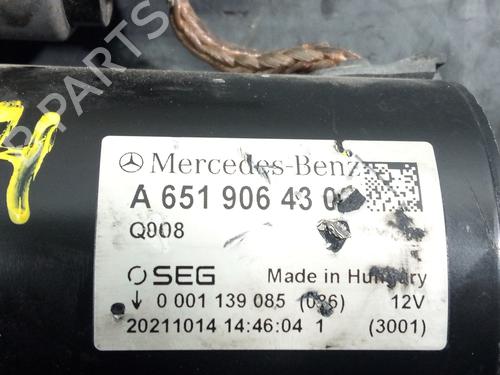 Mercedes-Benz
A 651 906 43 0
Q008
SEG Made in Hungary
↓ 0 001 139 085 (036) 12V
20211014 14:46:04 1 (3001)